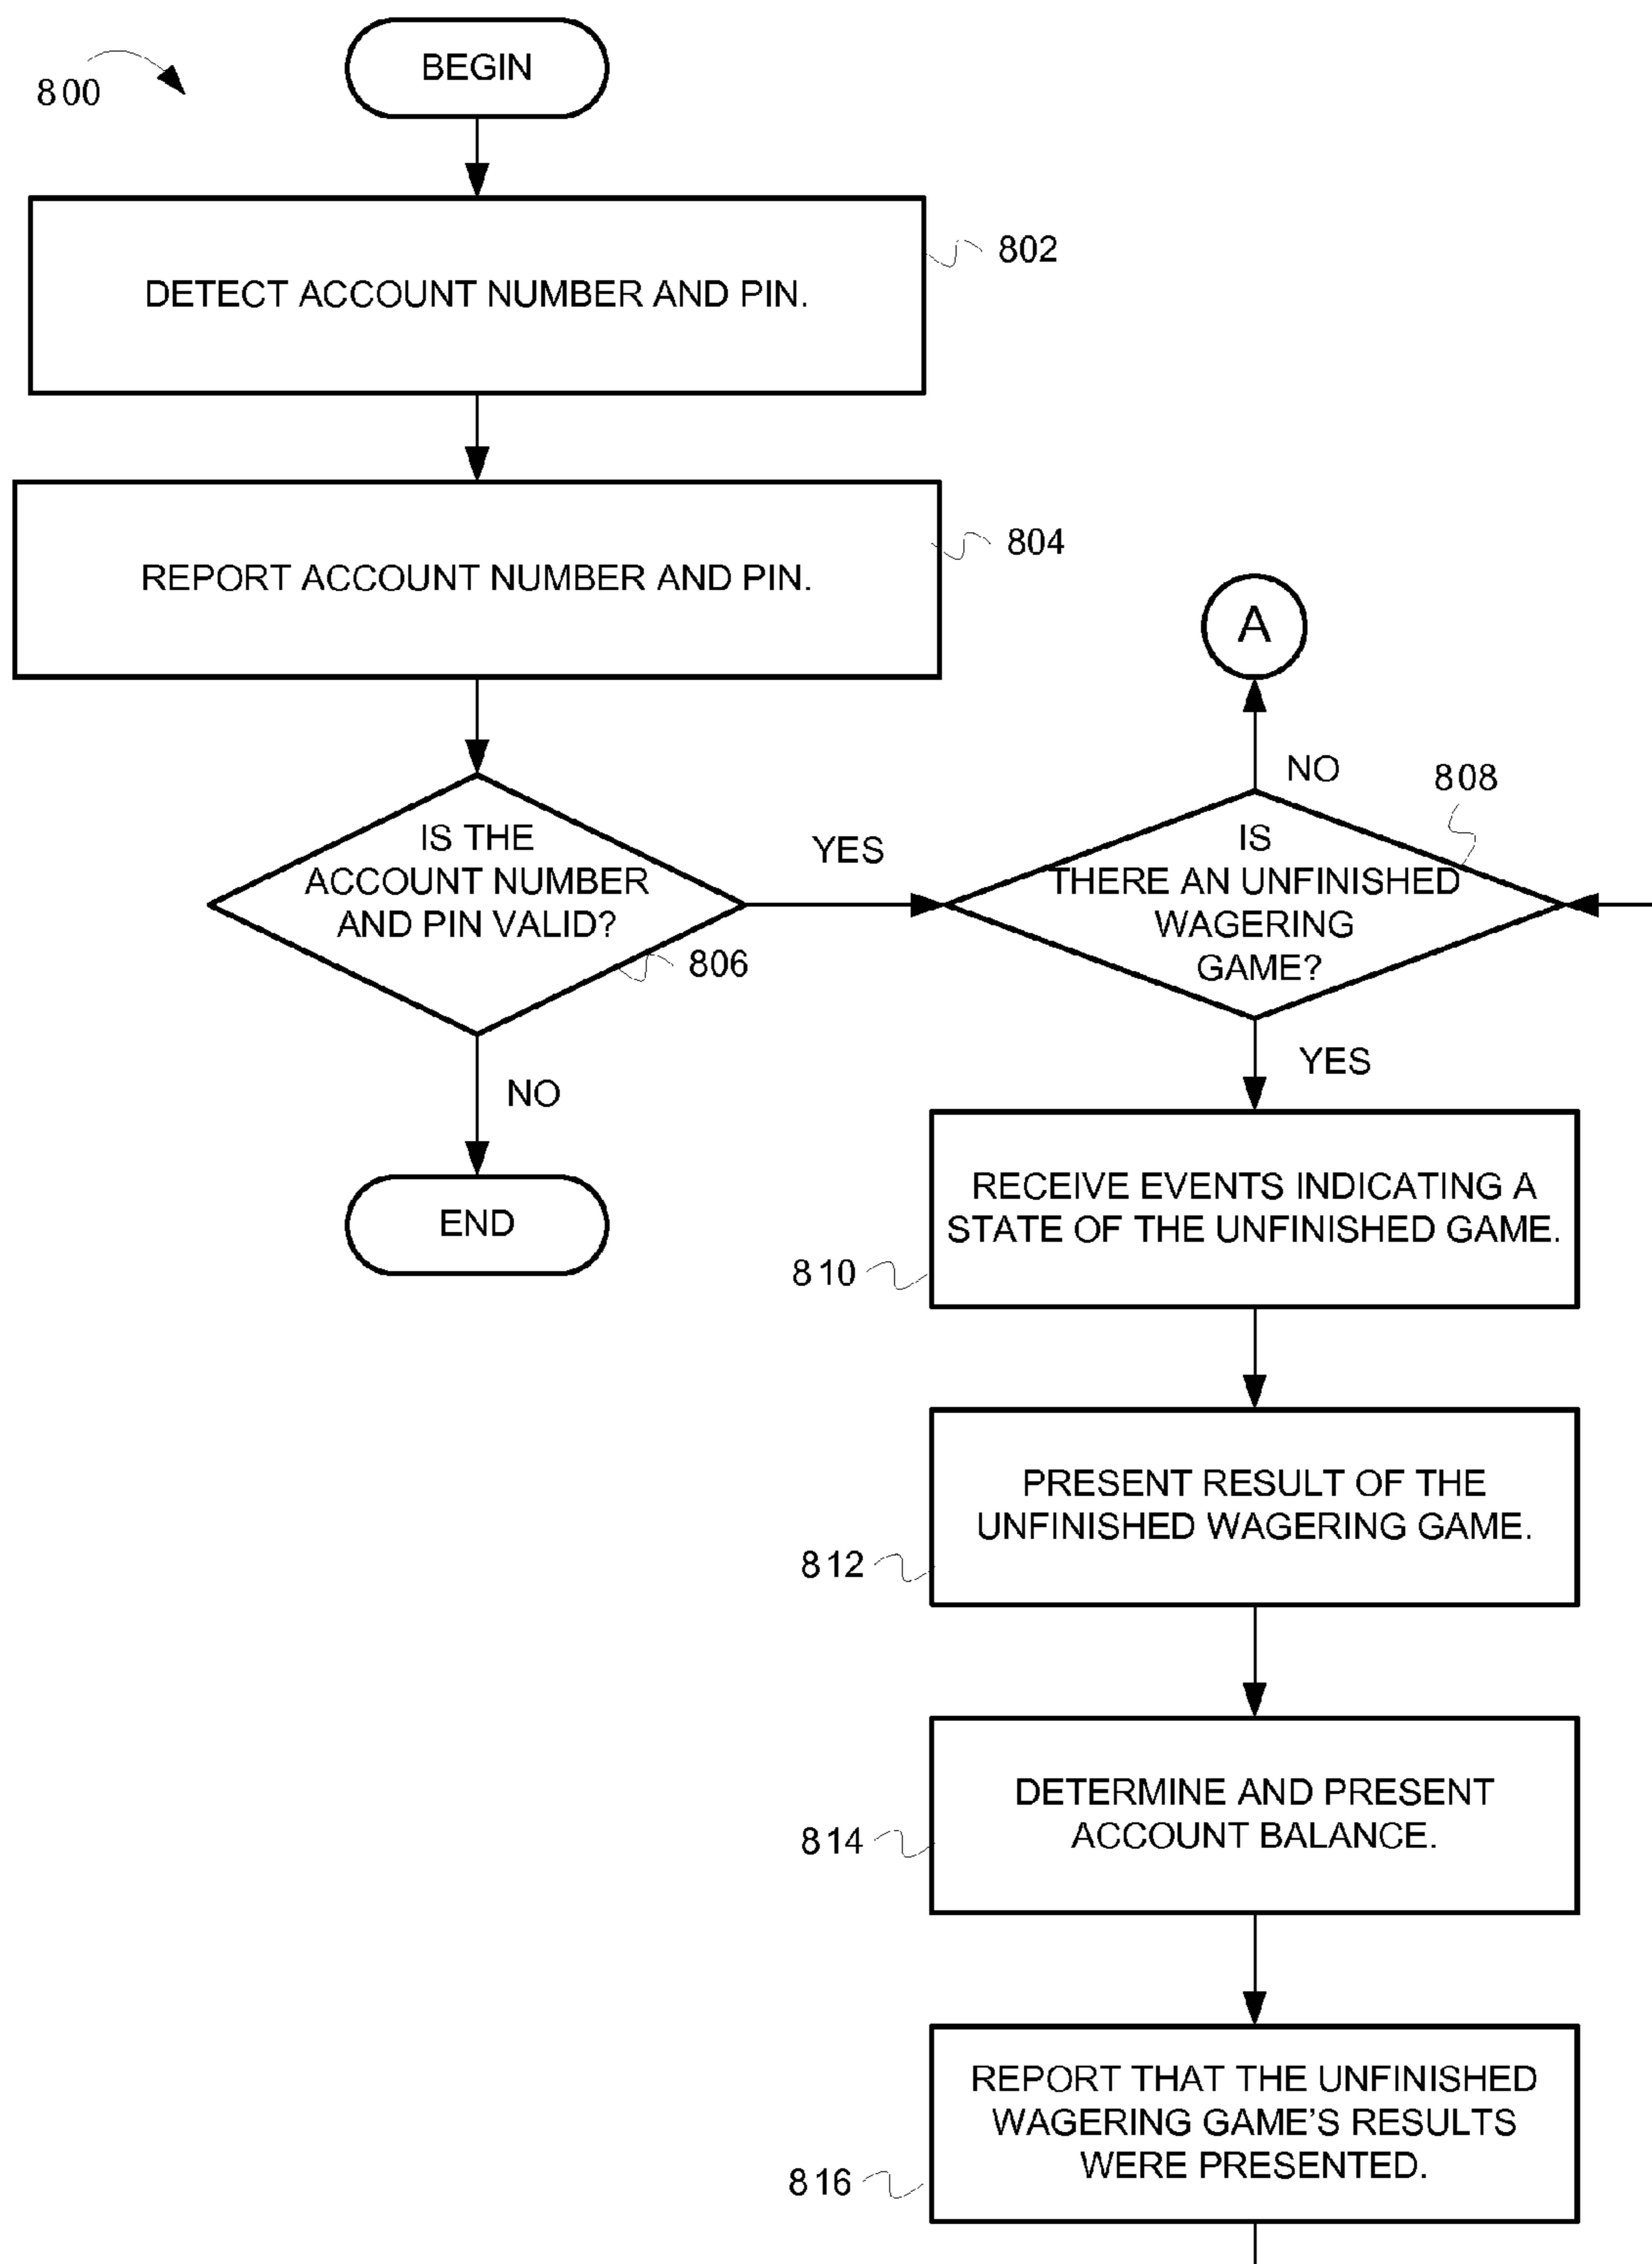 800
BEGIN
DETECT ACCOUNT NUMBER AND PIN.
802
REPORT ACCOUNT NUMBER AND PIN.
804
IS THE
ACCOUNT NUMBER
AND PIN VALID?
806
YES
NO
END
A
NO
808
IS
THERE AN UNFINISHED
WAGERING
GAME?
YES
RECEIVE EVENTS INDICATING A
STATE OF THE UNFINISHED GAME.
810
PRESENT RESULT OF THE
UNFINISHED WAGERING GAME.
812
DETERMINE AND PRESENT
ACCOUNT BALANCE.
814
REPORT THAT THE UNFINISHED
WAGERING GAME'S RESULTS
WERE PRESENTED.
816